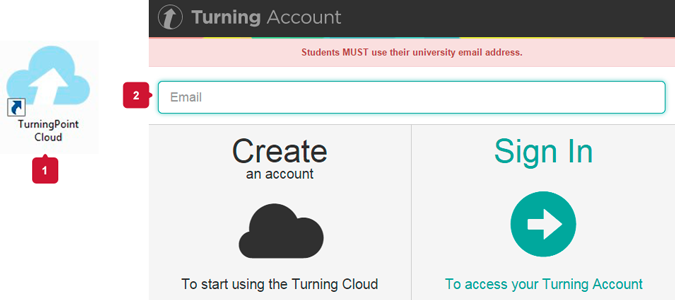 TurningPoint
Cloud
1
Turning Account
Students MUST use their university email address.
2
Email
Create
an account
To start using the Turning Cloud
Sign In
To access your Turning Account